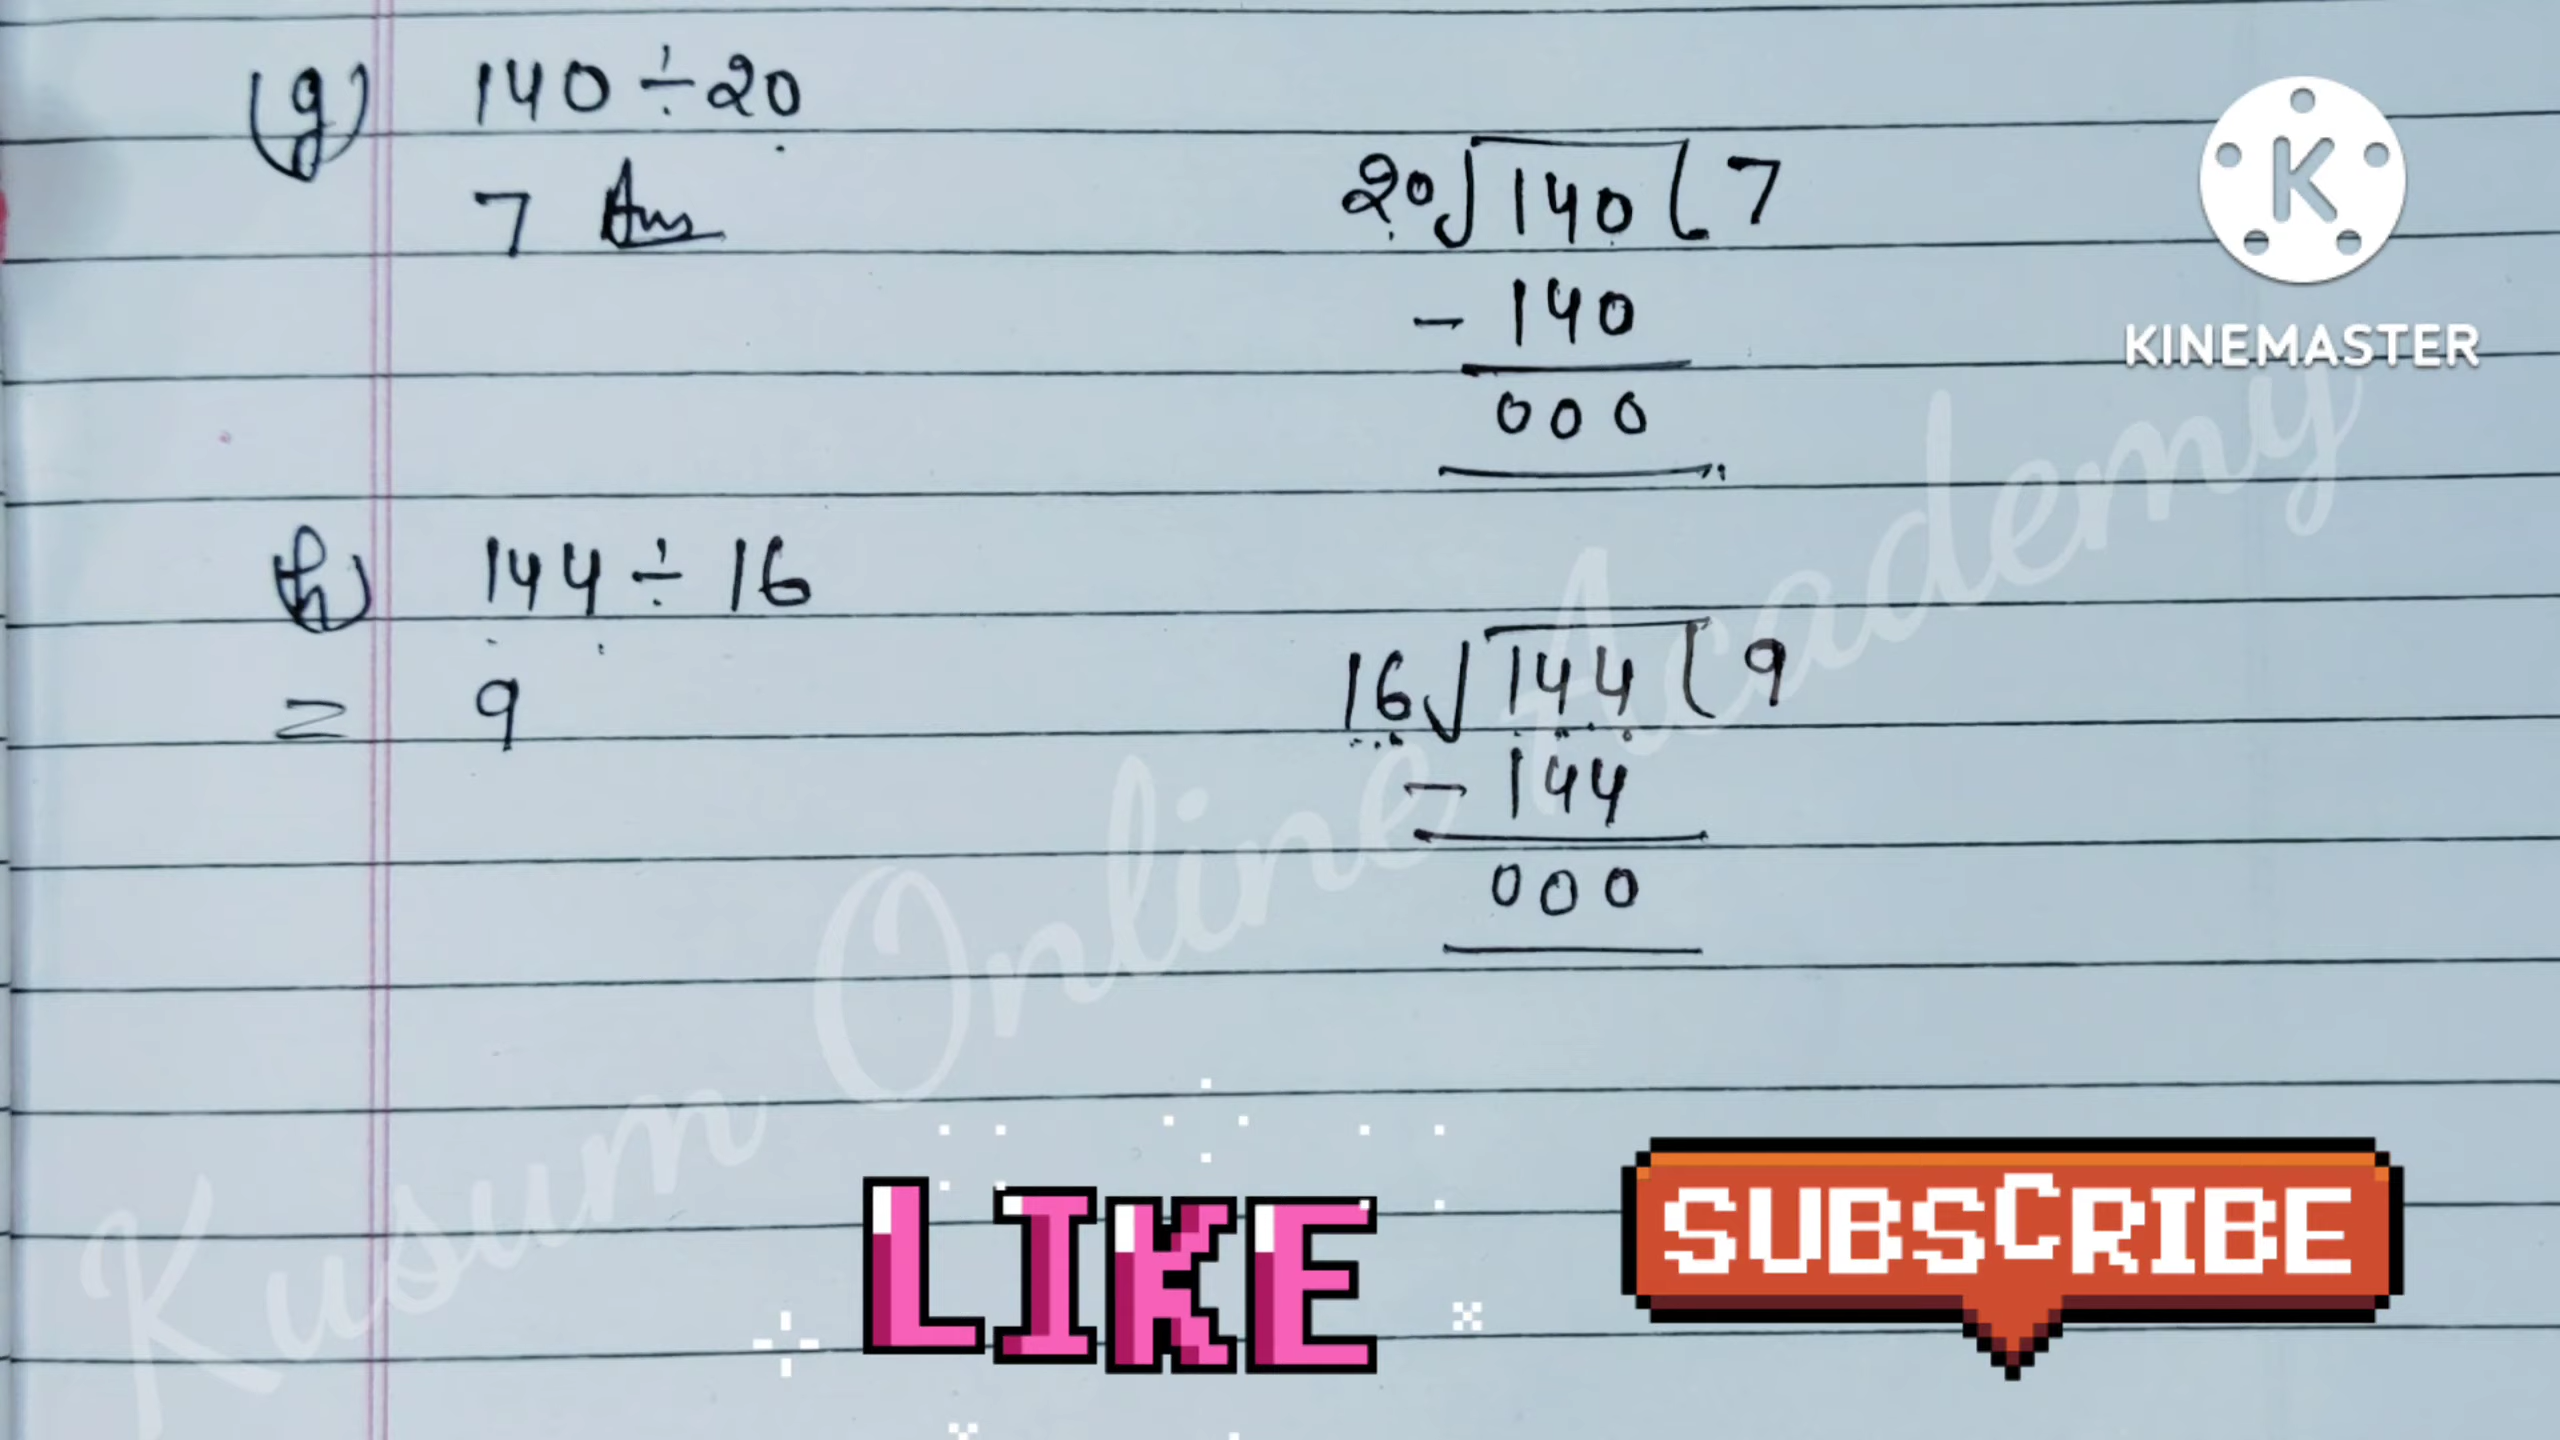 (g) 140 ÷ 20
7 Ans
20 140 7
- 140
000
(h) 144 ÷ 16
= 9
16 144 9
- 144
000
KINEMASTER
Kusum Online Academy
LIKE
SUBSCRIBE